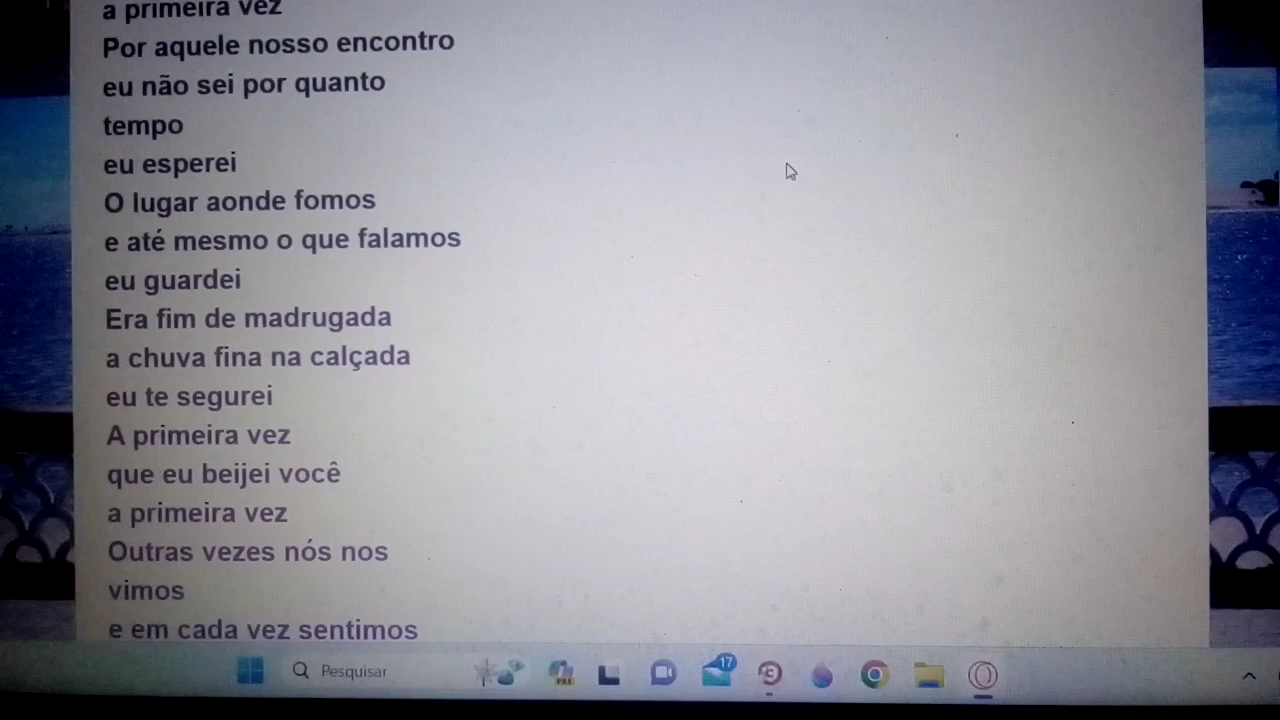 a primeira vez
Por aquele nosso encontro
eu não sei por quanto
tempo
eu esperei
O lugar aonde fomos
e até mesmo o que falamos
eu guardei
Era fim de madrugada
a chuva fina na calçada
eu te segurei
A primeira vez
que eu beijei você
a primeira vez
Outras vezes nós nos
vimos
e em cada vez sentimos
Pesquisar
PRE
17